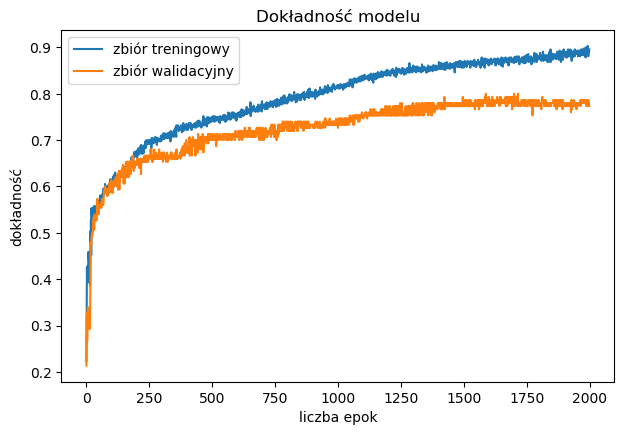 Dokładność modelu
zbiór treningowy
zbiór walidacyjny
dokładność
0.9
0.8
0.7
0.6
0.5
0.4
0.3
0.2
0 250 500 750 1000 1250 1500 1750 2000
liczba epok